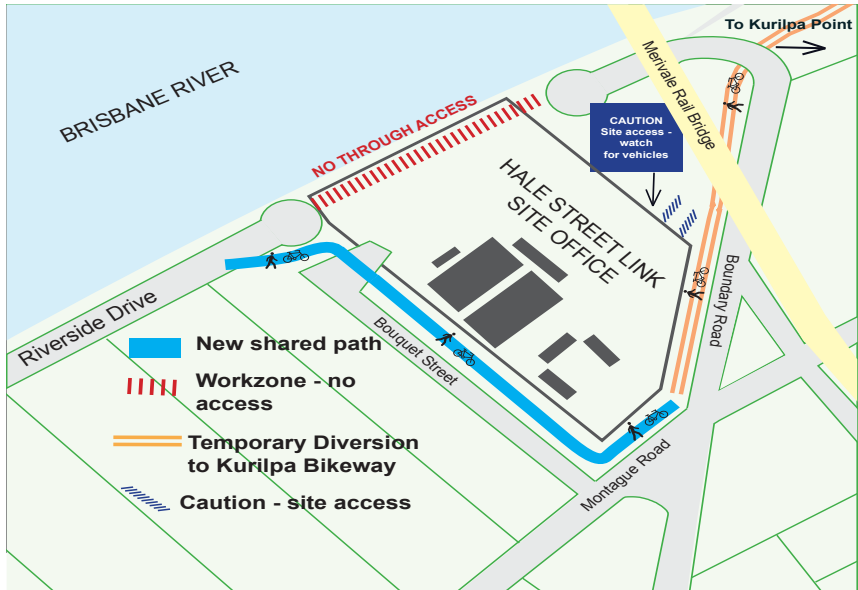 To Kurilpa Point
BRISBANE RIVER
Merivale Rail Bridge
NO THROUGH ACCESS
CAUTION
Site access -
watch
for vehicles
HALE STREET LINK
SITE OFFICE
Boundary Road
Riverside Drive
Bouquet Street
Montague Road
New shared path
Workzone - no
access
Temporary Diversion
to Kurilpa Bikeway
Caution - site access